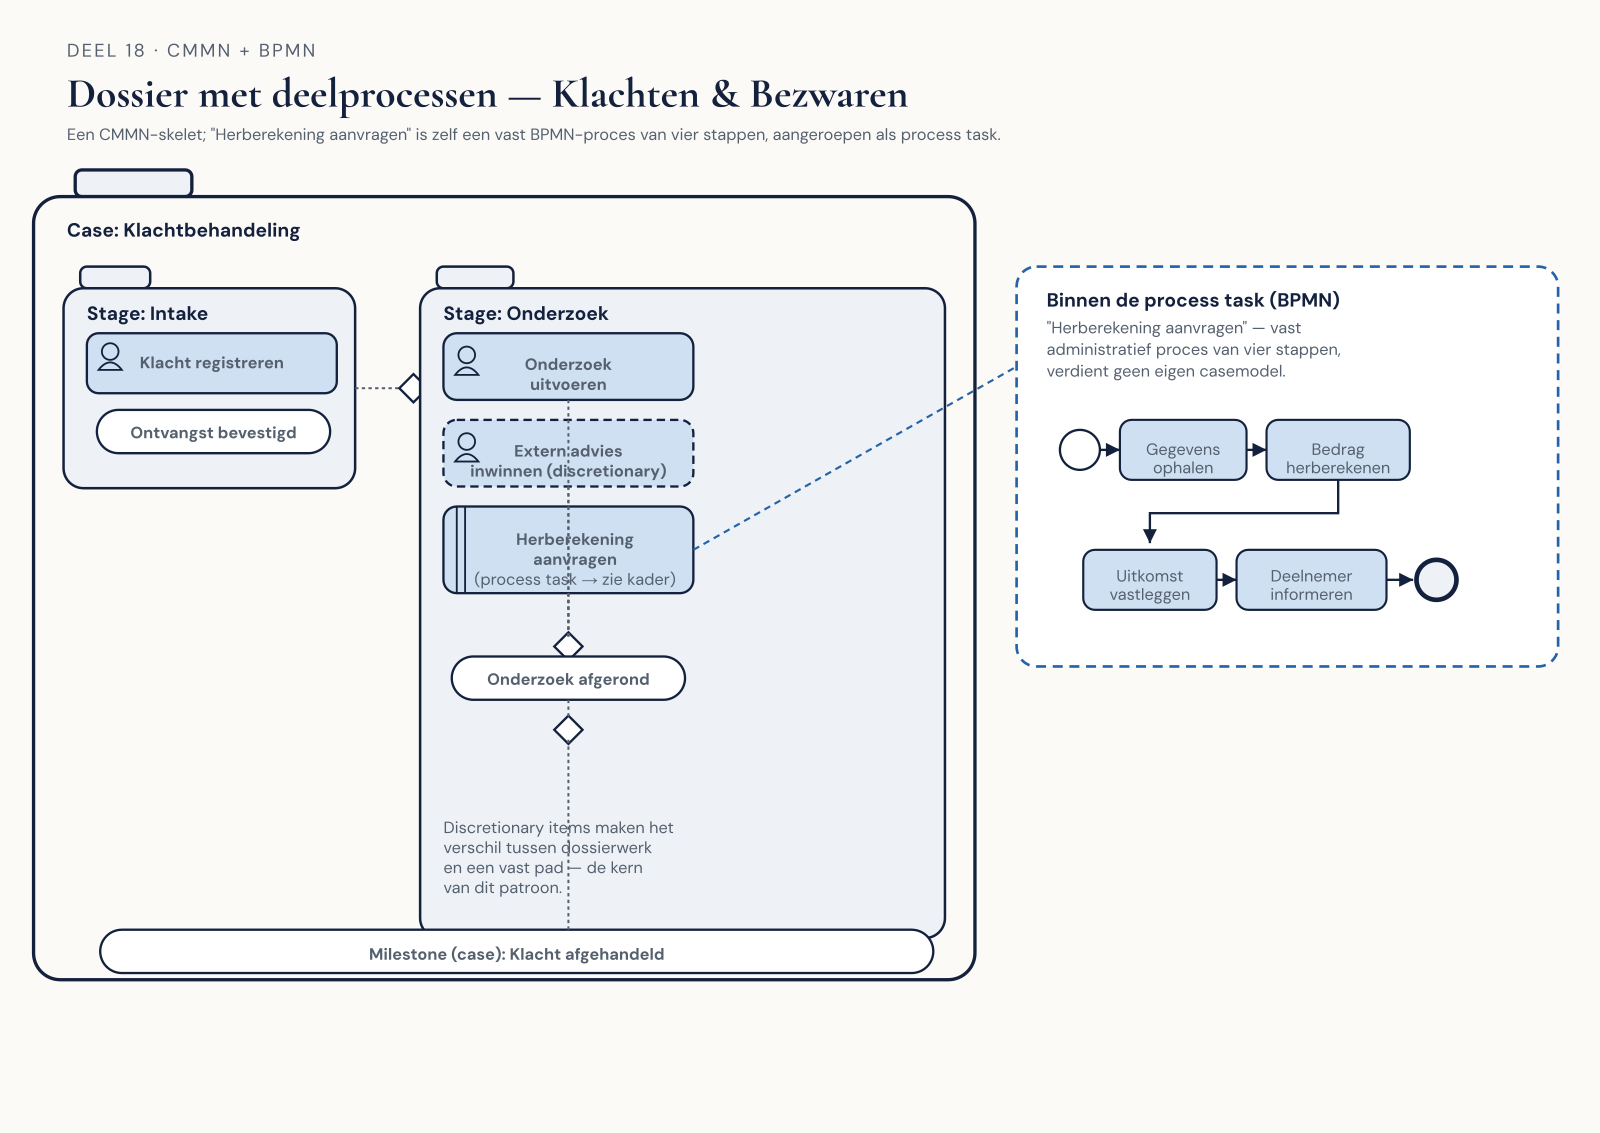 DEEL 18 · CMMN + BPMN
Dossier met deelprocessen — Klachten & Bezwaren
Een CMMN-skelet; "Herberekening aanvragen" is zelf een vast BPMN-proces van vier stappen, aangeroepen als process task.
Case: Klachtbehandeling
Stage: Intake
Klacht registreren
Ontvangst bevestigd
Stage: Onderzoek
Onderzoek
uitvoeren
Extern advies
inwinnen (discretionary)
Herberekening
aanvragen
(process task → zie kader)
Onderzoek afgerond
Discretionary items maken het
verschil tussen dossierwerk
en een vast pad — de kern
van dit patroon.
Milestone (case): Klacht afgehandeld
Binnen de process task (BPMN)
"Herberekening aanvragen" — vast
administratief proces van vier stappen,
verdient geen eigen casemodel.
Gegevens
ophalen
Bedrag
herberekenen
Uitkomst
vastleggen
Deelnemer
informeren